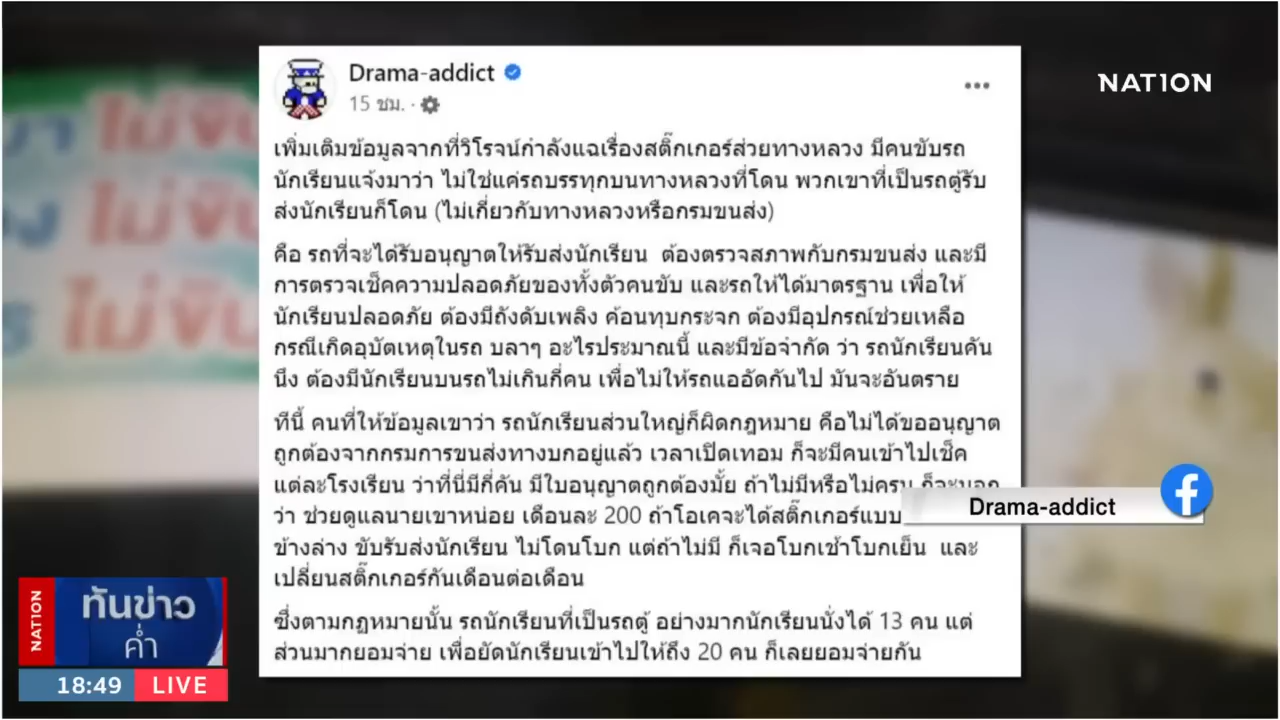 Drama-addict
15 ชม.
NATION
เพิ่มเติมข้อมูลจากที่วิโรจน์กำลังแฉเรื่องสติ๊กเกอร์ส่วยทางหลวง มีคนขับรถ
นักเรียนแจ้งมาว่า ไม่ใช่แค่รถบรรทุกบนทางหลวงที่โดน พวกเขาที่เป็นรถตู้รับ
ส่งนักเรียนก็โดน (ไม่เกี่ยวกับทางหลวงหรือกรมขนส่ง)
คือ รถที่จะได้รับอนุญาตให้รับส่งนักเรียน ต้องตรวจสภาพกับกรมขนส่ง และมี
การตรวจเช็คความปลอดภัยของทั้งตัวคนขับ และรถให้ได้มาตรฐาน เพื่อให้
นักเรียนปลอดภัย ต้องมีถังดับเพลิง ค้อนทุบกระจก ต้องมีอุปกรณ์ช่วยเหลือ
กรณีเกิดอุบัตเหตุในรถ บลาๆ อะไรประมาณนี้ และมีข้อจำกัด ว่า รถนักเรียนคัน
นึง ต้องมีนักเรียนบนรถไม่เกินกี่คน เพื่อไม่ให้รถแออัดกันไป มันจะอันตราย
ทีนี้ คนที่ให้ข้อมูลเขาว่า รถนักเรียนส่วนใหญ่ก็ผิดกฎหมาย คือไม่ได้ขออนุญาต
ถูกต้องจากกรมการขนส่งทางบกอยู่แล้ว เวลาเปิดเทอม ก็จะมีคนเข้าไปเช็ค
แต่ละโรงเรียน ว่าที่นี่มีกี่คัน มีใบอนุญาตถูกต้องมั้ย ถ้าไม่มีหรือไม่ครบ ก็จะบอก
ว่า ช่วยดูแลนายเขาหน่อย เดือนละ 200 ถ้าโอเคจะได้สติ๊กเกอร์แบบ
ข้างล่าง ขับรับส่งนักเรียน ไม่โดนโบก แต่ถ้าไม่มี ก็เจอโบกเช้าโบกเย็น และ
เปลี่ยนสติ๊กเกอร์กันเดือนต่อเดือน
ซึ่งตามกฏหมายนั้น รถนักเรียนที่เป็นรถตู้ อย่างมากนักเรียนนั่งได้ 13 คน แต่
ส่วนมากยอมจ่าย เพื่อยัดนักเรียนเข้าไปให้ถึง 20 คน ก็เลยยอมจ่ายกัน
Drama-addict
NATION
ทันข่าว
ค่ำ
18:49 LIVE
ไม่ขับ
ไม่ขับ
ไม่ขับ